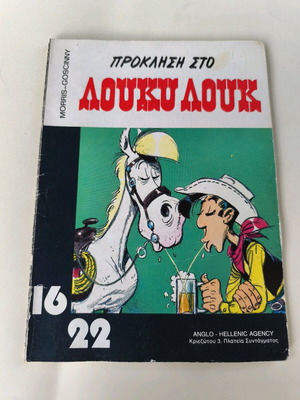 MORRIS-GOSCINNY
ΠΡΟΚΛΗΣΗ ΣΤΟ
ΛΟΥΚΥ ΛΟΥΚ
16
22
ANGLO - HELLENIC AGENCY
Κριεζώτου 3, Πλατεία Συντάγματος